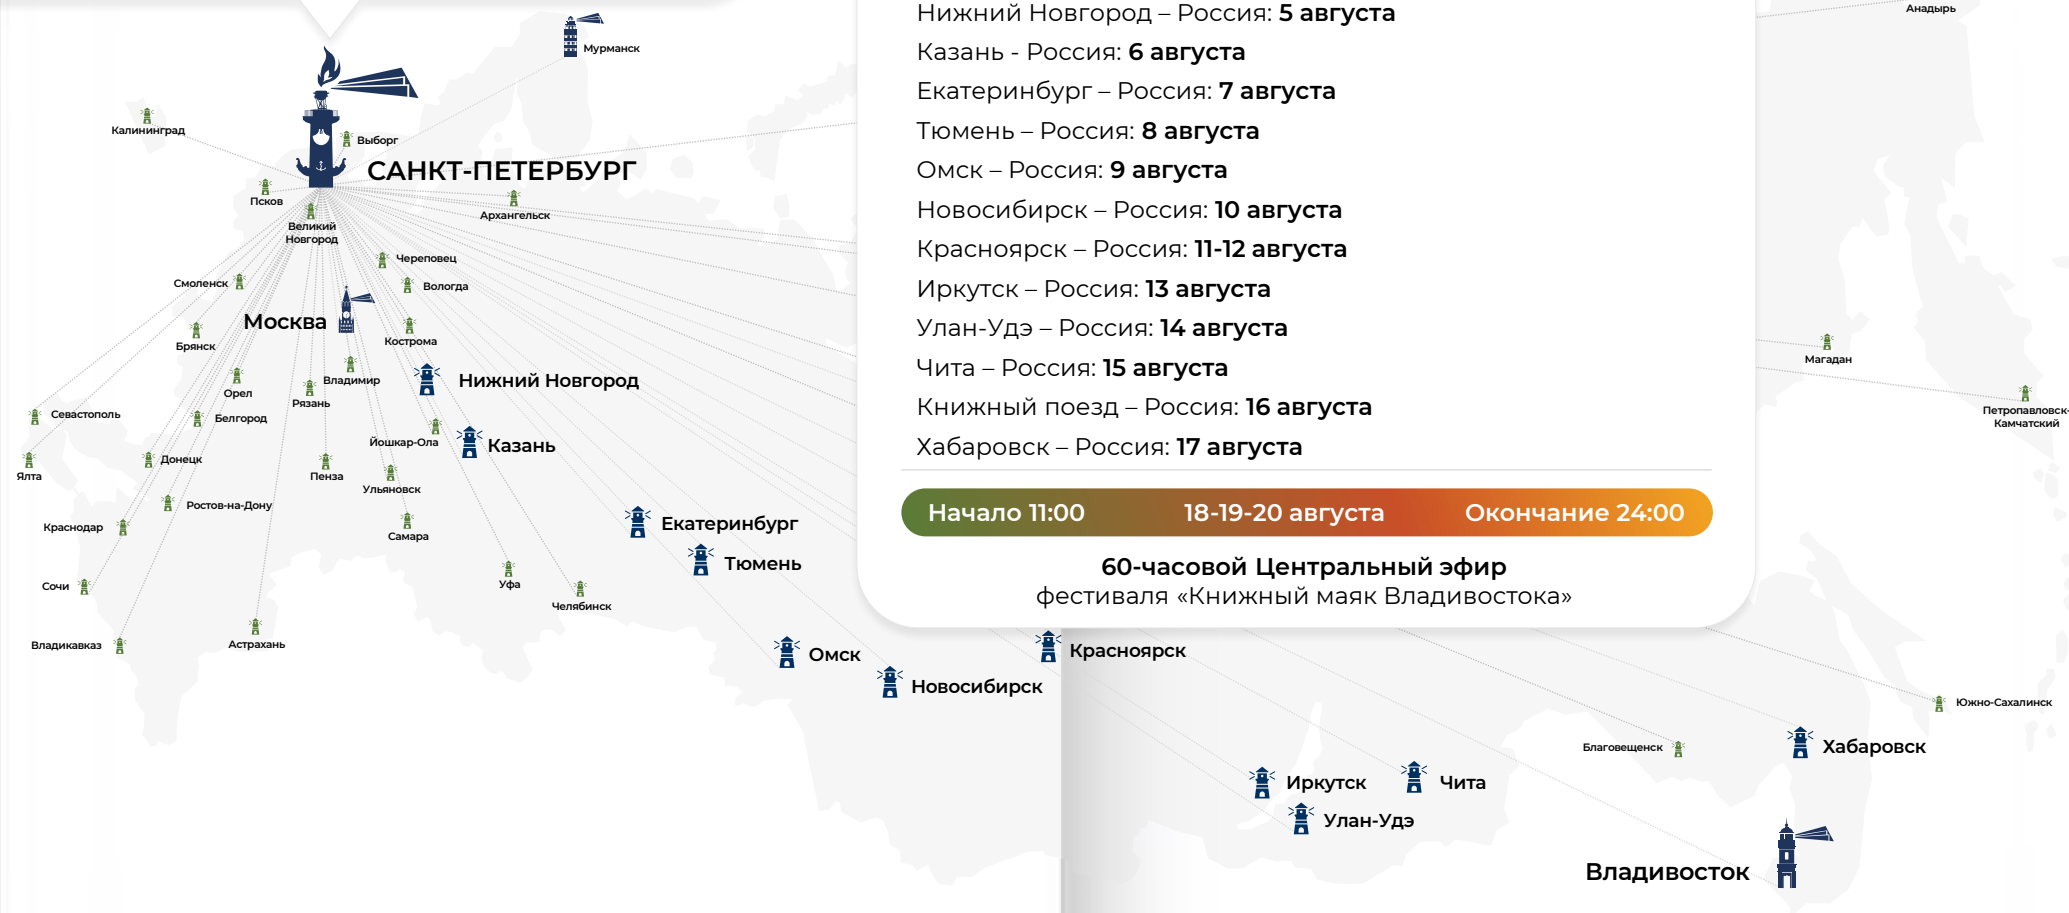 Анадырь
Мурманск
Калининград
Выборг
САНКТ-ПЕТЕРБУРГ
Псков
Архангельск
Великий
Новгород
Череповец
Смоленск
Вологда
Москва
Кострома
Брянск
Владимир
Нижний Новгород
Орел
Рязань
Севастополь
Белгород
Йошкар-Ола
Казань
Ялта
Донецк
Пенза
Ульяновск
Ростов-на-Дону
Краснодар
Самара
Екатеринбург
Тюмень
Сочи
Уфа
Челябинск
Владикавказ
Астрахань
Омск
Новосибирск
Красноярск
Нижний Новгород – Россия: 5 августа
Казань - Россия: 6 августа
Екатеринбург – Россия: 7 августа
Тюмень – Россия: 8 августа
Омск – Россия: 9 августа
Новосибирск – Россия: 10 августа
Красноярск – Россия: 11-12 августа
Иркутск – Россия: 13 августа
Улан-Удэ – Россия: 14 августа
Чита – Россия: 15 августа
Книжный поезд – Россия: 16 августа
Хабаровск – Россия: 17 августа
Начало 11:00 18-19-20 августа Окончание 24:00
60-часовой Центральный эфир
фестиваля «Книжный маяк Владивостока»
Магадан
Петропавловск-
Камчатский
Южно-Сахалинск
Благовещенск
Хабаровск
Иркутск
Чита
Улан-Удэ
Владивосток